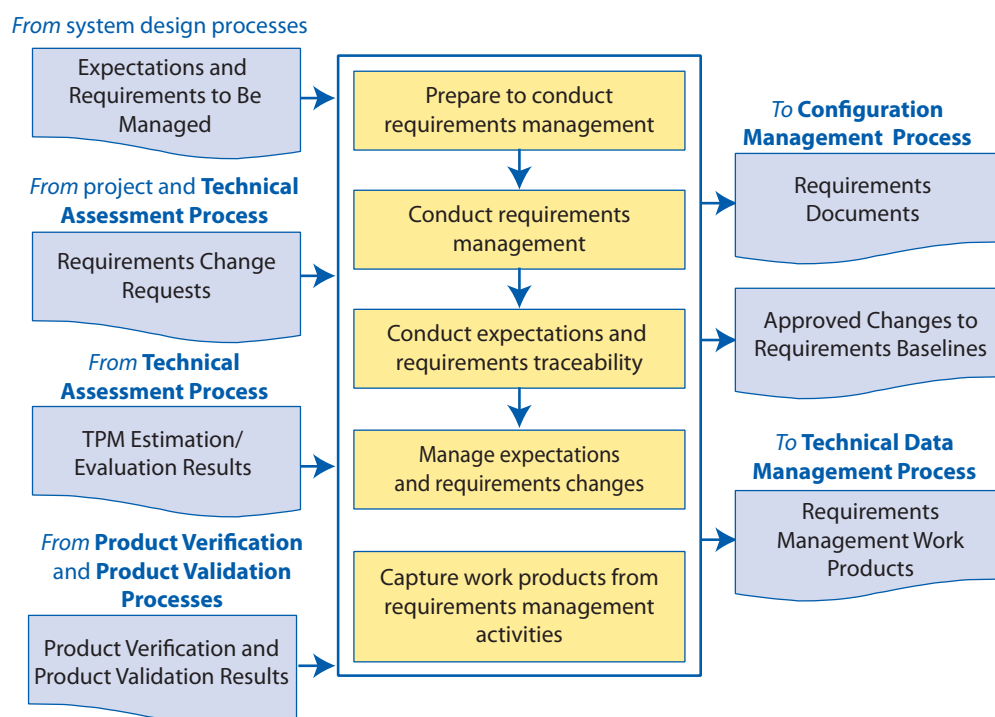 From system design processes
Expectations and
Requirements to Be
Managed
From project and Technical
Assessment Process
Requirements Change
Requests
From Technical
Assessment Process
TPM Estimation/
Evaluation Results
From Product Verification
and Product Validation
Processes
Product Verification and
Product Validation Results
Prepare to conduct
requirements management
Conduct requirements
management
Conduct expectations and
requirements traceability
Manage expectations
and requirements changes
Capture work products from
requirements management
activities
To Configuration
Management Process
Requirements
Documents
Approved Changes to
Requirements Baselines
To Technical Data
Management Process
Requirements
Management Work
Products